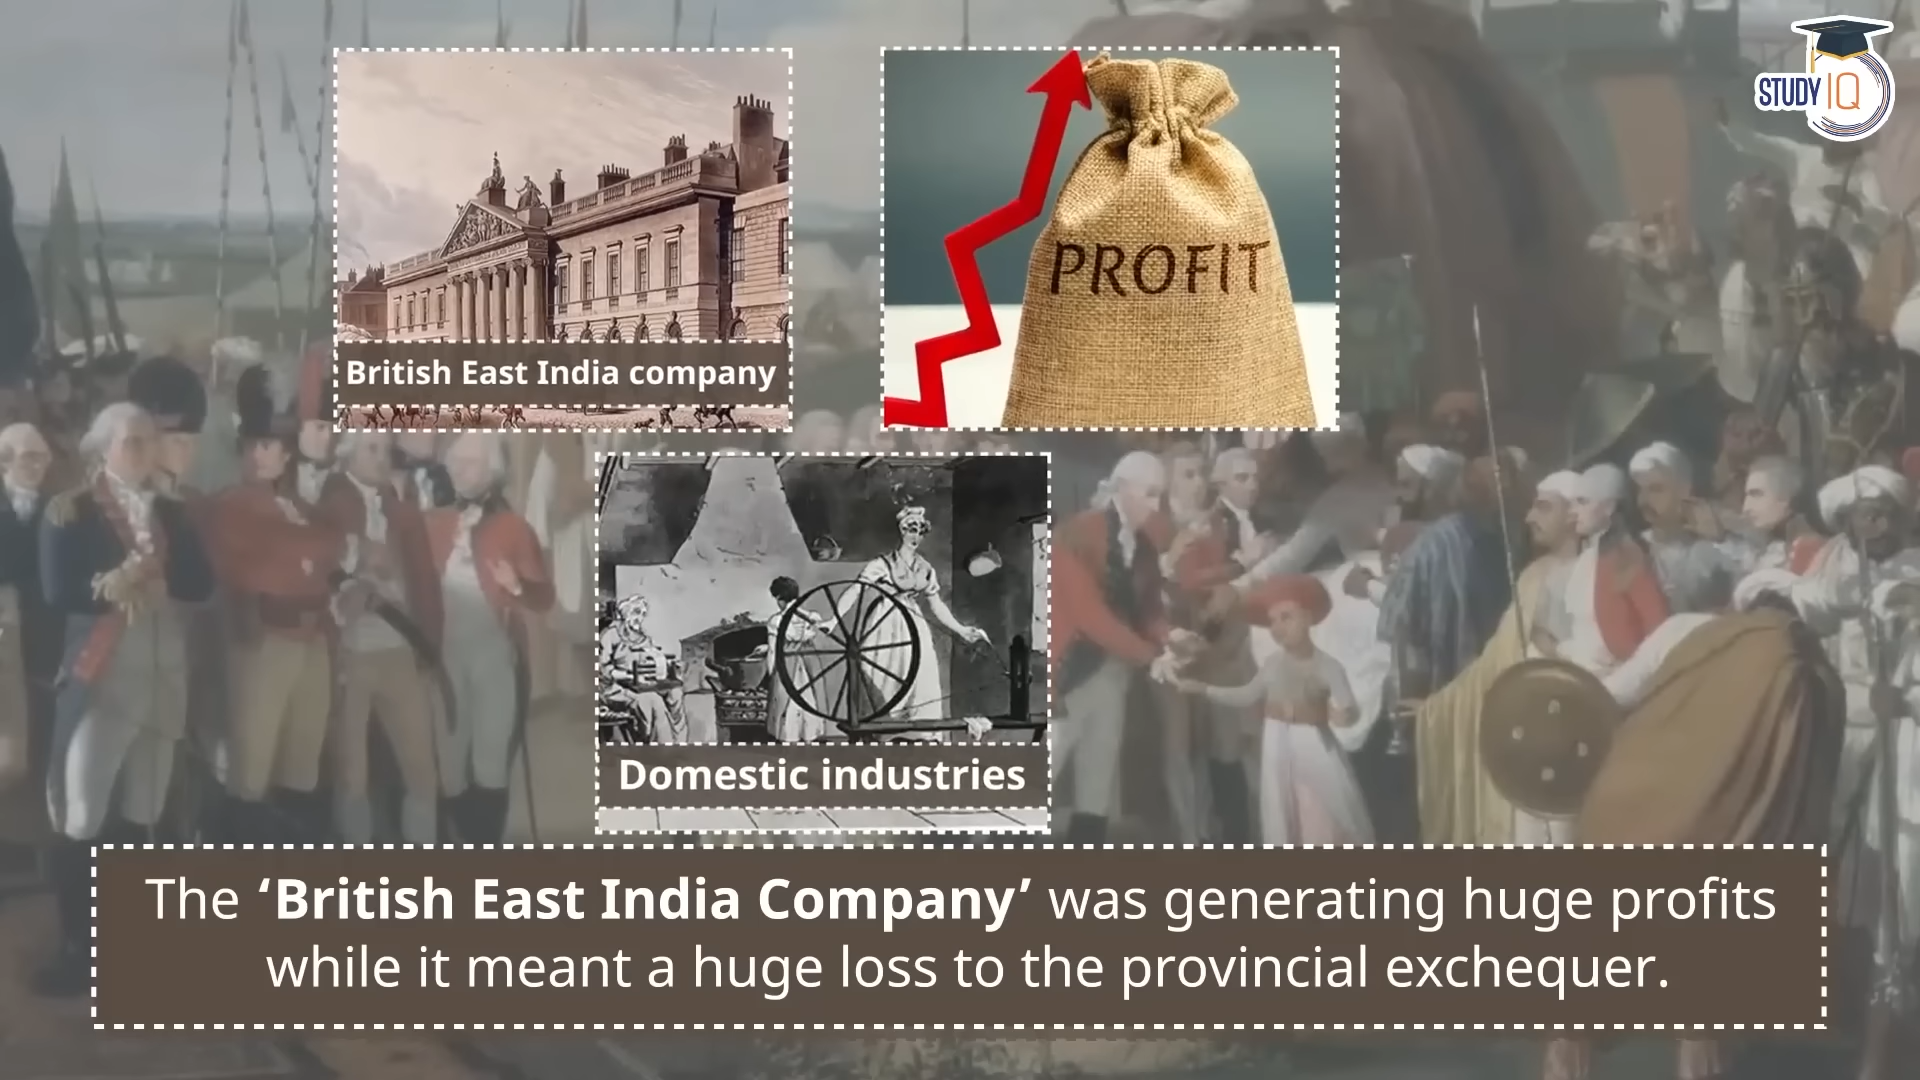 STUDY IQ
British East India company
PROFIT
Domestic industries
The ‘British East India Company’ was generating huge profits
while it meant a huge loss to the provincial exchequer.